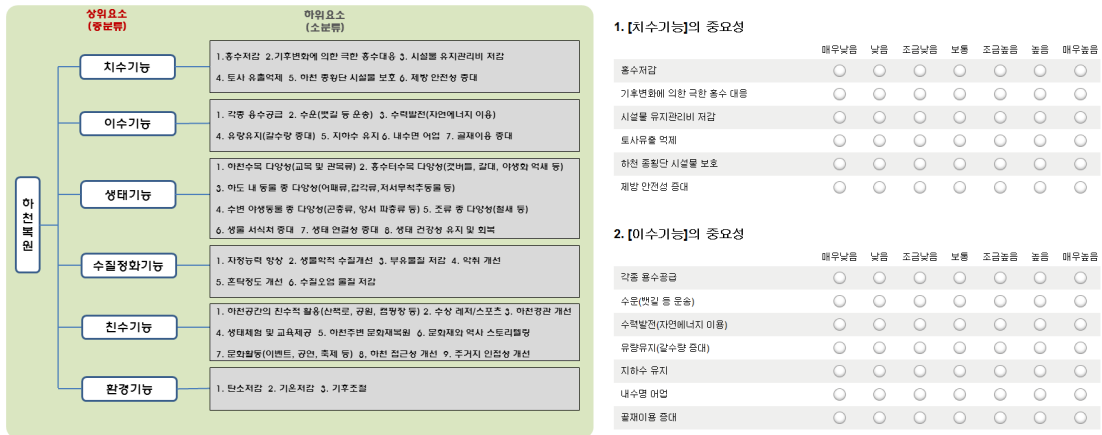 상위요소
(중분류)
하위요소
(소분류)
하천복원
치수기능
1.홍수저감 2.기후변화에 의한 극한 홍수대응 3. 시설물 유지관리비 저감
4. 토사 유출억제 5. 하천 종횡단 시설물 보호 6. 제방 안전성 증대
이수기능
1. 각종 용수공급 2. 수운(뱃길 등 운송) 3. 수력발전(자연에너지 이용)
4. 유량유지(갈수량 증대) 5. 지하수 유지 6. 내수면 어업 7. 골재이용 증대
생태기능
1. 하천수목 다양성(교목 및 관목류) 2. 홍수터수목 다양성(갯버들, 갈대, 야생화 억새 등)
3. 하도 내 동물 종 다양성(어패류,갑각류,저서무척추동물 등)
4. 수변 야생동물 종 다양성(곤충류, 양서 파충류 등) 5. 조류 종 다양성(철새 등)
6. 생물 서식처 증대 7. 생태 연결성 증대 8. 생태 건강성 유지 및 회복
수질정화기능
1. 자정능력 향상 2. 생물학적 수질개선 3. 부유물질 저감 4. 악취 개선
5. 혼탁정도 개선 6. 수질오염 물질 저감
친수기능
1. 하천공간의 친수적 활용(산책로, 공원, 캠핑장 등) 2. 수상 레저/스포츠 3. 하천경관 개선
4. 생태체험 및 교육제공 5. 하천주변 문화재복원 6. 문화재와 역사 스토리텔링
7. 문화활동(이벤트, 공연, 축제 등) 8, 하천 접근성 개선 9. 주거지 인접성 개선
환경기능
1. 탄소저감 2. 기온저감 3. 기후조절
1. [치수기능]의 중요성
매우낮음 낮음 조금낮음 보통 조금높음 높음 매우높음
홍수저감
기후변화에 의한 극한 홍수 대응
시설물 유지관리비 저감
토사유출 억제
하천 종횡단 시설물 보호
제방 안전성 증대
2. [이수기능]의 중요성
매우낮음 낮음 조금낮음 보통 조금높음 높음 매우높음
각종 용수공급
수운(뱃길 등 운송)
수력발전(자연에너지 이용)
유량유지(갈수량 증대)
지하수 유지
내수명 어업
골재이용 증대